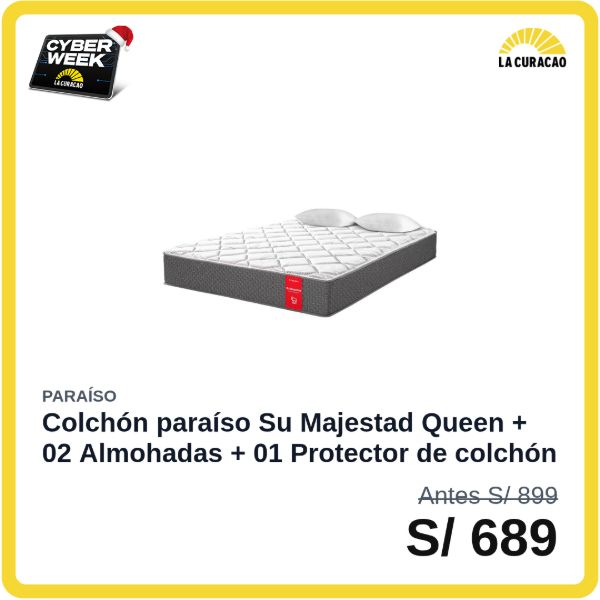 CYBER
WEEK
LA CURACAO
LA CURACAO
PARAÍSO
Colchón paraíso Su Majestad Queen +
02 Almohadas + 01 Protector de colchón
Antes S/ 899
S/ 689